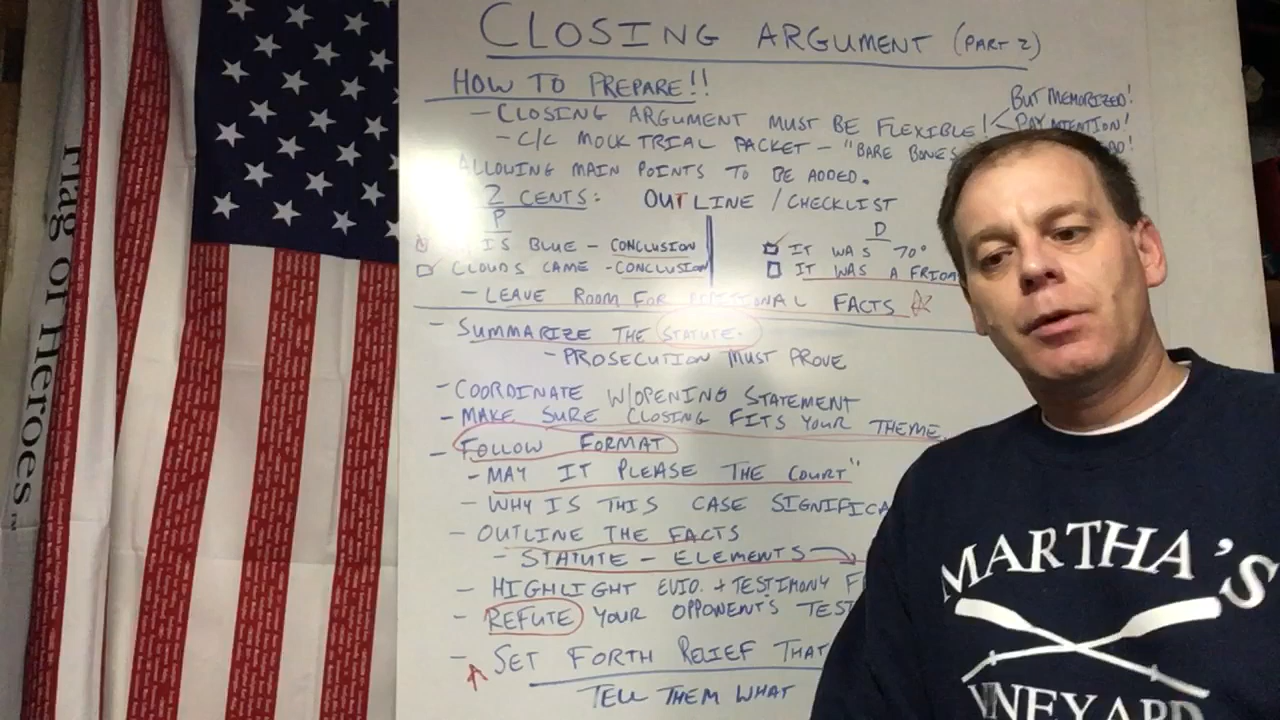 CLOSING ARGUMENT (PART 2)
HOW TO PREPARE!!
- CLOSING ARGUMENT MUST BE FLEXIBLE!
BUT MEMORIZED!
PAY ATTENTION!
- C/C MOCK TRIAL PACKET - "BARE BONES
ALLOWING MAIN POINTS TO BE ADDED.
2 CENTS: OUTLINE / CHECKLIST
P
IS BLUE - CONCLUSION
CLOUDS CAME - CONCLUSION
D
IT WAS 70°
IT WAS A
- LEAVE ROOM FOR ADDITIONAL FACTS
- SUMMARIZE THE STATUTE.
- PROSECUTION MUST PROVE
- COORDINATE W/OPENING STATEMENT
- MAKE SURE CLOSING FITS YOUR THEME
- FOLLOW FORMAT
- MAY IT PLEASE THE COURT"
- WHY IS THIS CASE
- OUTLINE THE FACTS
- STATUTE - ELEMENTS
- HIGHLIGHT EVID. + TESTIMONY
- REFUTE YOUR OPPONENT'S
- SET FORTH RELIEF THAT
TELL THEM WHAT
Flag of Heroes
MARTHA'S
VINEYARD